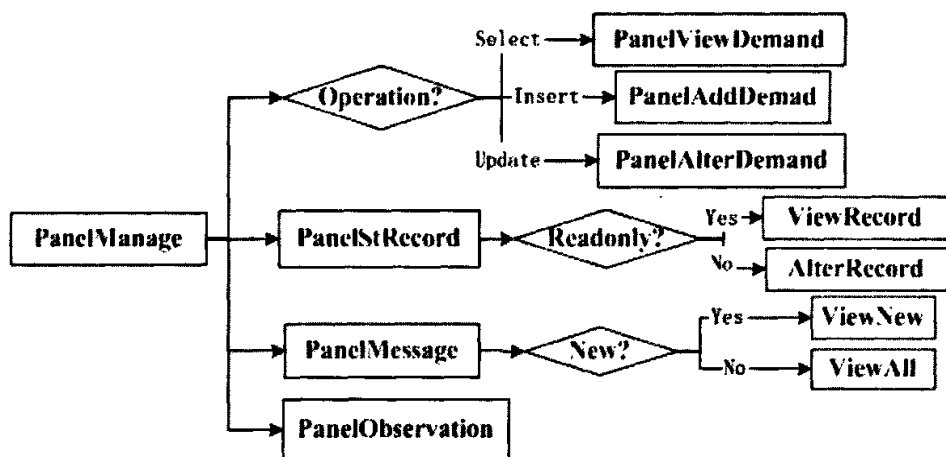 Select
PanelViewDemand
Operation?
Insert
PanelAddDemad
Update
PanelAlterDemand
PanelManage
PanelStRecord
Readonly?
Yes
ViewRecord
No
AlterRecord
PanelMessage
New?
Yes
ViewNew
No
ViewAll
PanelObservation